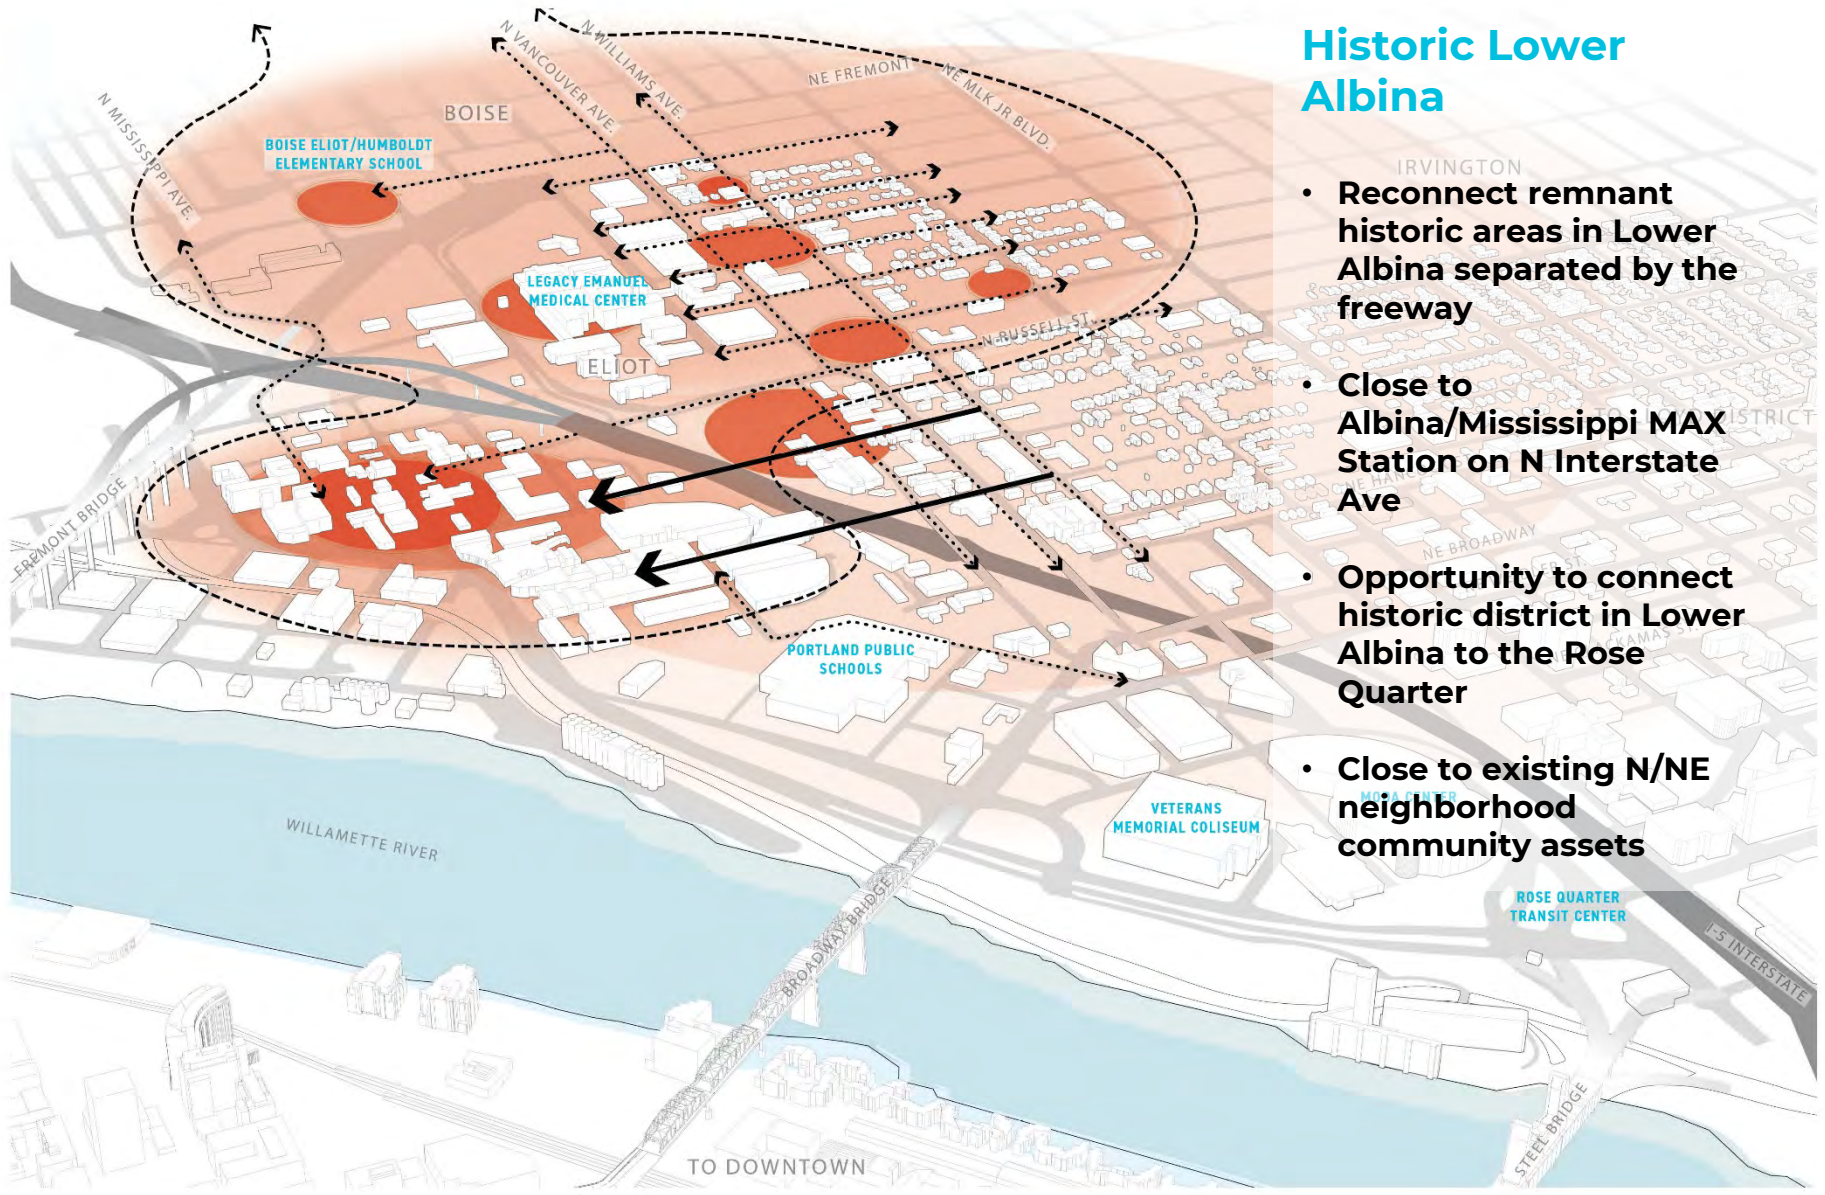 Historic Lower
Albina
• Reconnect remnant
historic areas in Lower
Albina separated by the
freeway
• Close to
Albina/Mississippi MAX
Station on N Interstate
Ave
• Opportunity to connect
historic district in Lower
Albina to the Rose
Quarter
• Close to existing N/NE
neighborhood
community assets
N VANCOUVER AVE.
N WILLIAMS AVE.
NE FREMONT
NE MLK JR BLVD.
N MISSISSIPPI AVE.
BOISE
BOISE ELIOT/HUMBOLDT
ELEMENTARY SCHOOL
IRVINGTON
LEGACY EMANUEL
MEDICAL CENTER
N RUSSELL ST.
ELIOT
DISTRICT
FREMONT BRIDGE
NE BROADWAY
PORTLAND PUBLIC
SCHOOLS
MODA CENTER
VETERANS
MEMORIAL COLISEUM
WILLAMETTE RIVER
BROADWAY BRIDGE
ROSE QUARTER
TRANSIT CENTER
I-5 INTERSTATE
STEEL BRIDGE
TO DOWNTOWN